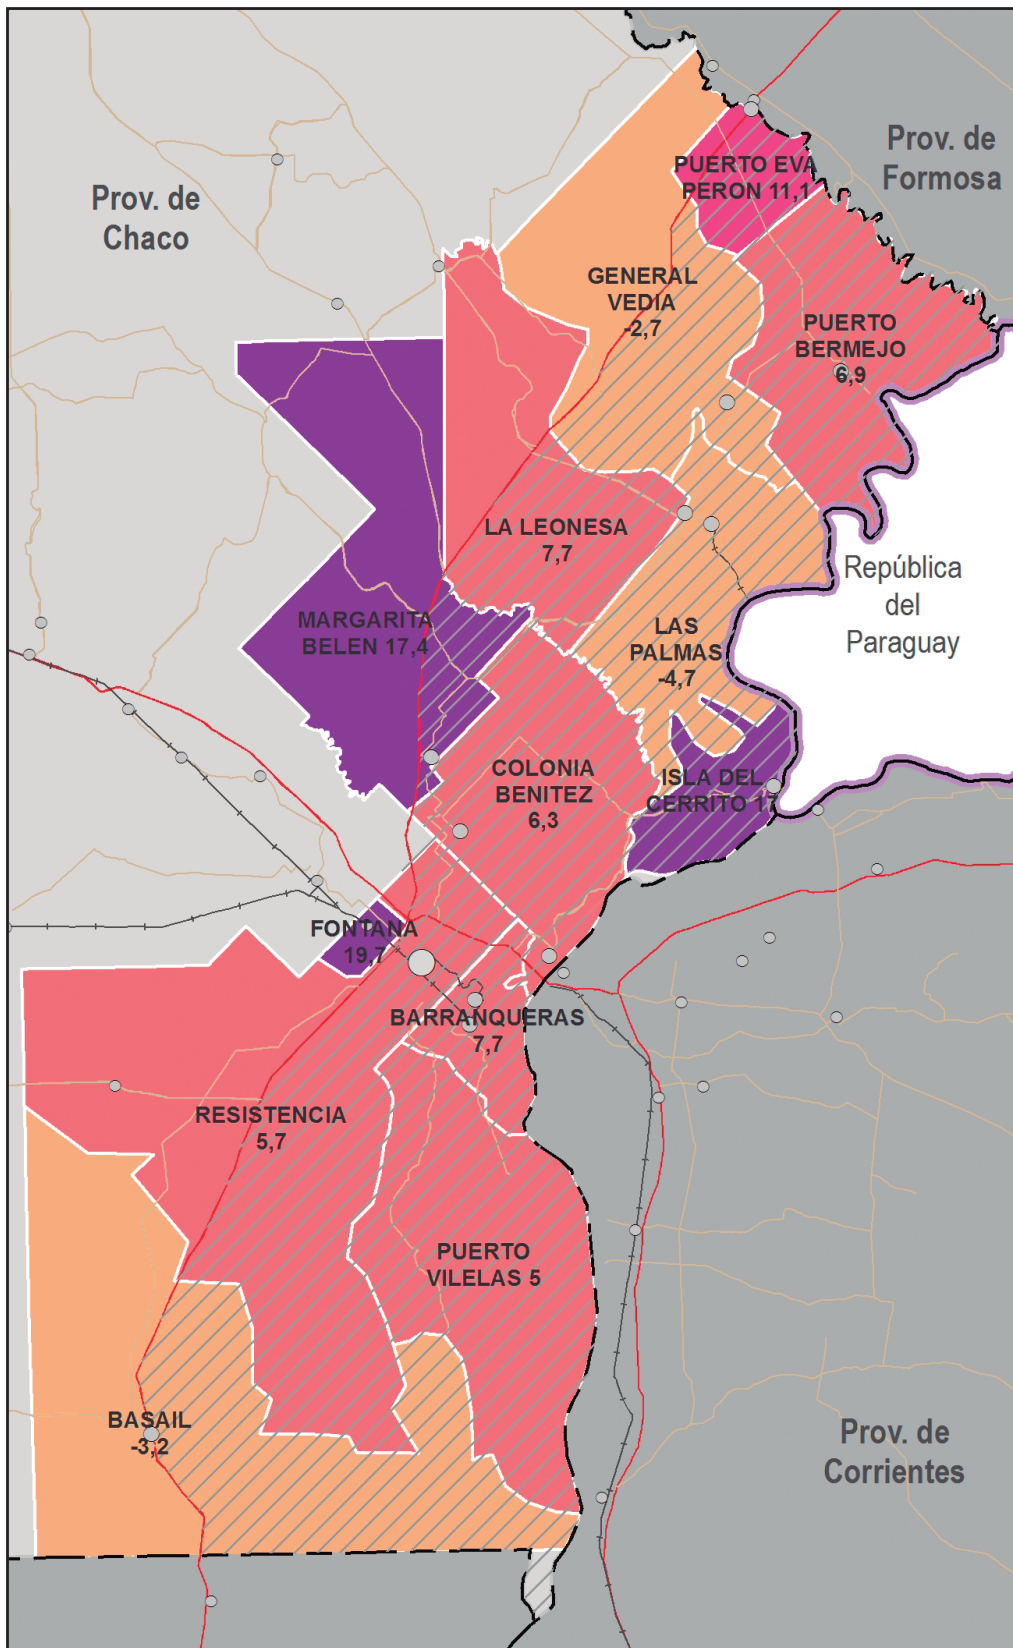 Prov. de
Formosa
Prov. de
Chaco
PUERTO EVA
PERON 11,1
GENERAL
VEDIA
-2,7
PUERTO
BERMEJO
6,9
LA LEONESA
7,7
República
del
Paraguay
MARGARITA
BELEN 17,4
LAS
PALMAS
-4,7
COLONIA
BENITEZ
6,3
ISLA DEL
CERRITO 17
FONTANA
19,7
BARRANQUERAS
7,7
RESISTENCIA
5,7
PUERTO
VILELAS 5
BASAIL
-3,2
Prov. de
Corrientes